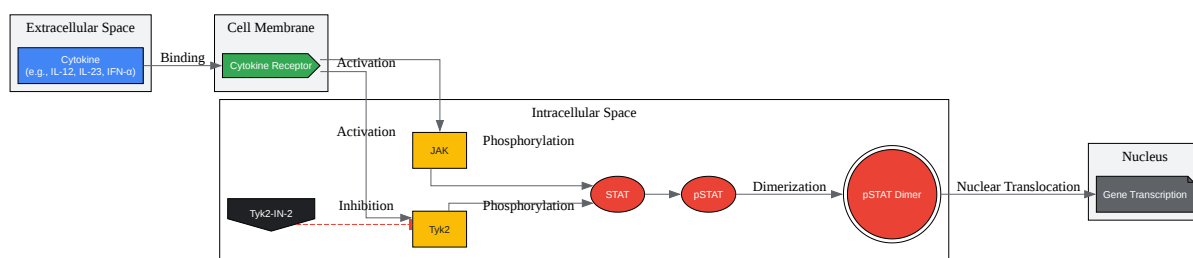 Extracellular Space
Cytokine
(e.g., IL-12, IL-23, IFN-α)
Binding
Cell Membrane
Cytokine Receptor
Activation
Activation
Intracellular Space
JAK
Phosphorylation
Tyk2-IN-2
Inhibition
Tyk2
Phosphorylation
STAT
pSTAT
Dimerization
pSTAT Dimer
Nuclear Translocation
Nucleus
Gene Transcription